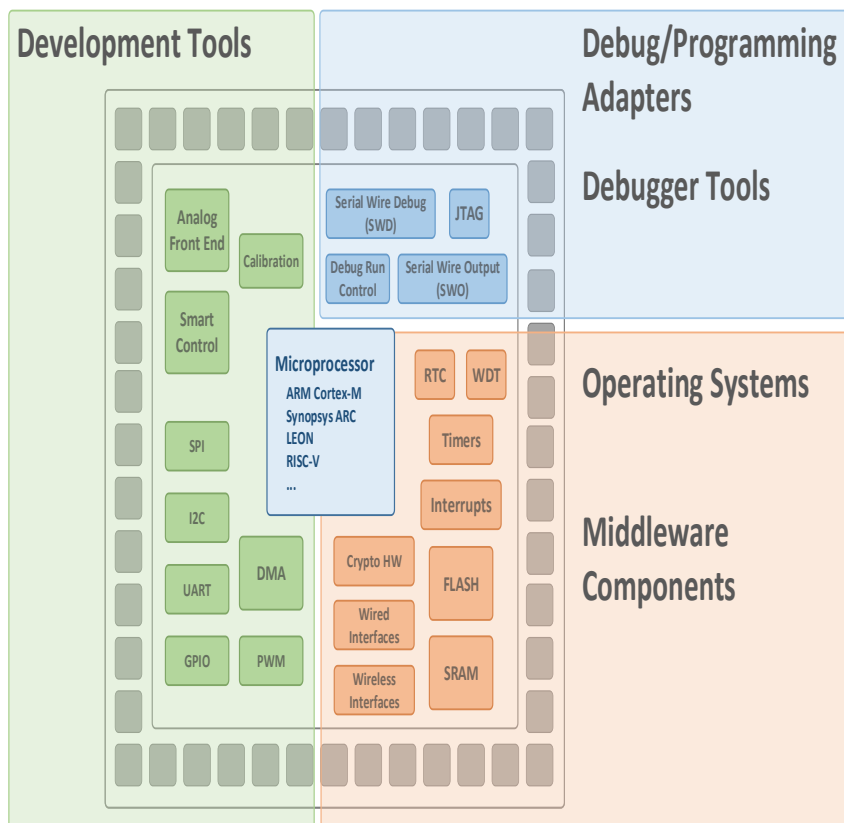 Development Tools
Debug/Programming
Adapters
Debugger Tools
Analog
Front End
Calibration
Smart
Control
Serial Wire Debug
(SWD)
JTAG
Debug Run
Control
Serial Wire Output
(SWO)
Microprocessor
ARM Cortex-M
Synopsys ARC
LEON
RISC-V
...
SPI
I2C
UART
GPIO
DMA
PWM
RTC
WDT
Timers
Interrupts
Crypto HW
FLASH
Wired
Interfaces
Wireless
Interfaces
SRAM
Operating Systems
Middleware
Components